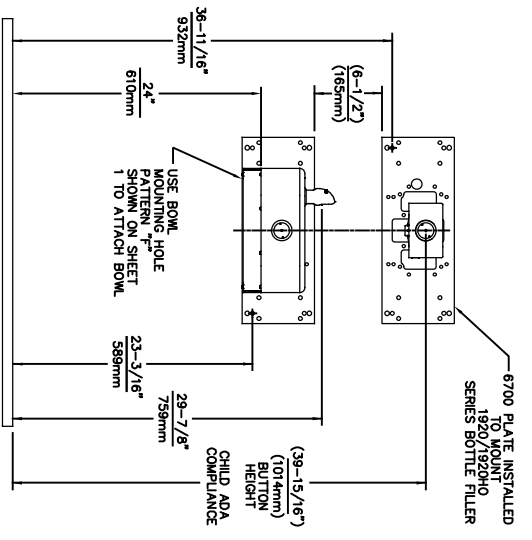 6700 PLATE INSTALLED
TO MOUNT
1920/1920HO
SERIES BOTTLE FILLER
36-11/16"
932mm
(6-1/2")
(165mm)
24"
610mm
USE BOWL
MOUNTING HOLE
PATTERN "F"
SHOWN ON SHEET
1 TO ATTACH BOWL
23-3/16"
589mm
29-7/8"
759mm
(39-15/16")
(1014mm)
BUTTON
HEIGHT
CHILD ADA
COMPLIANCE